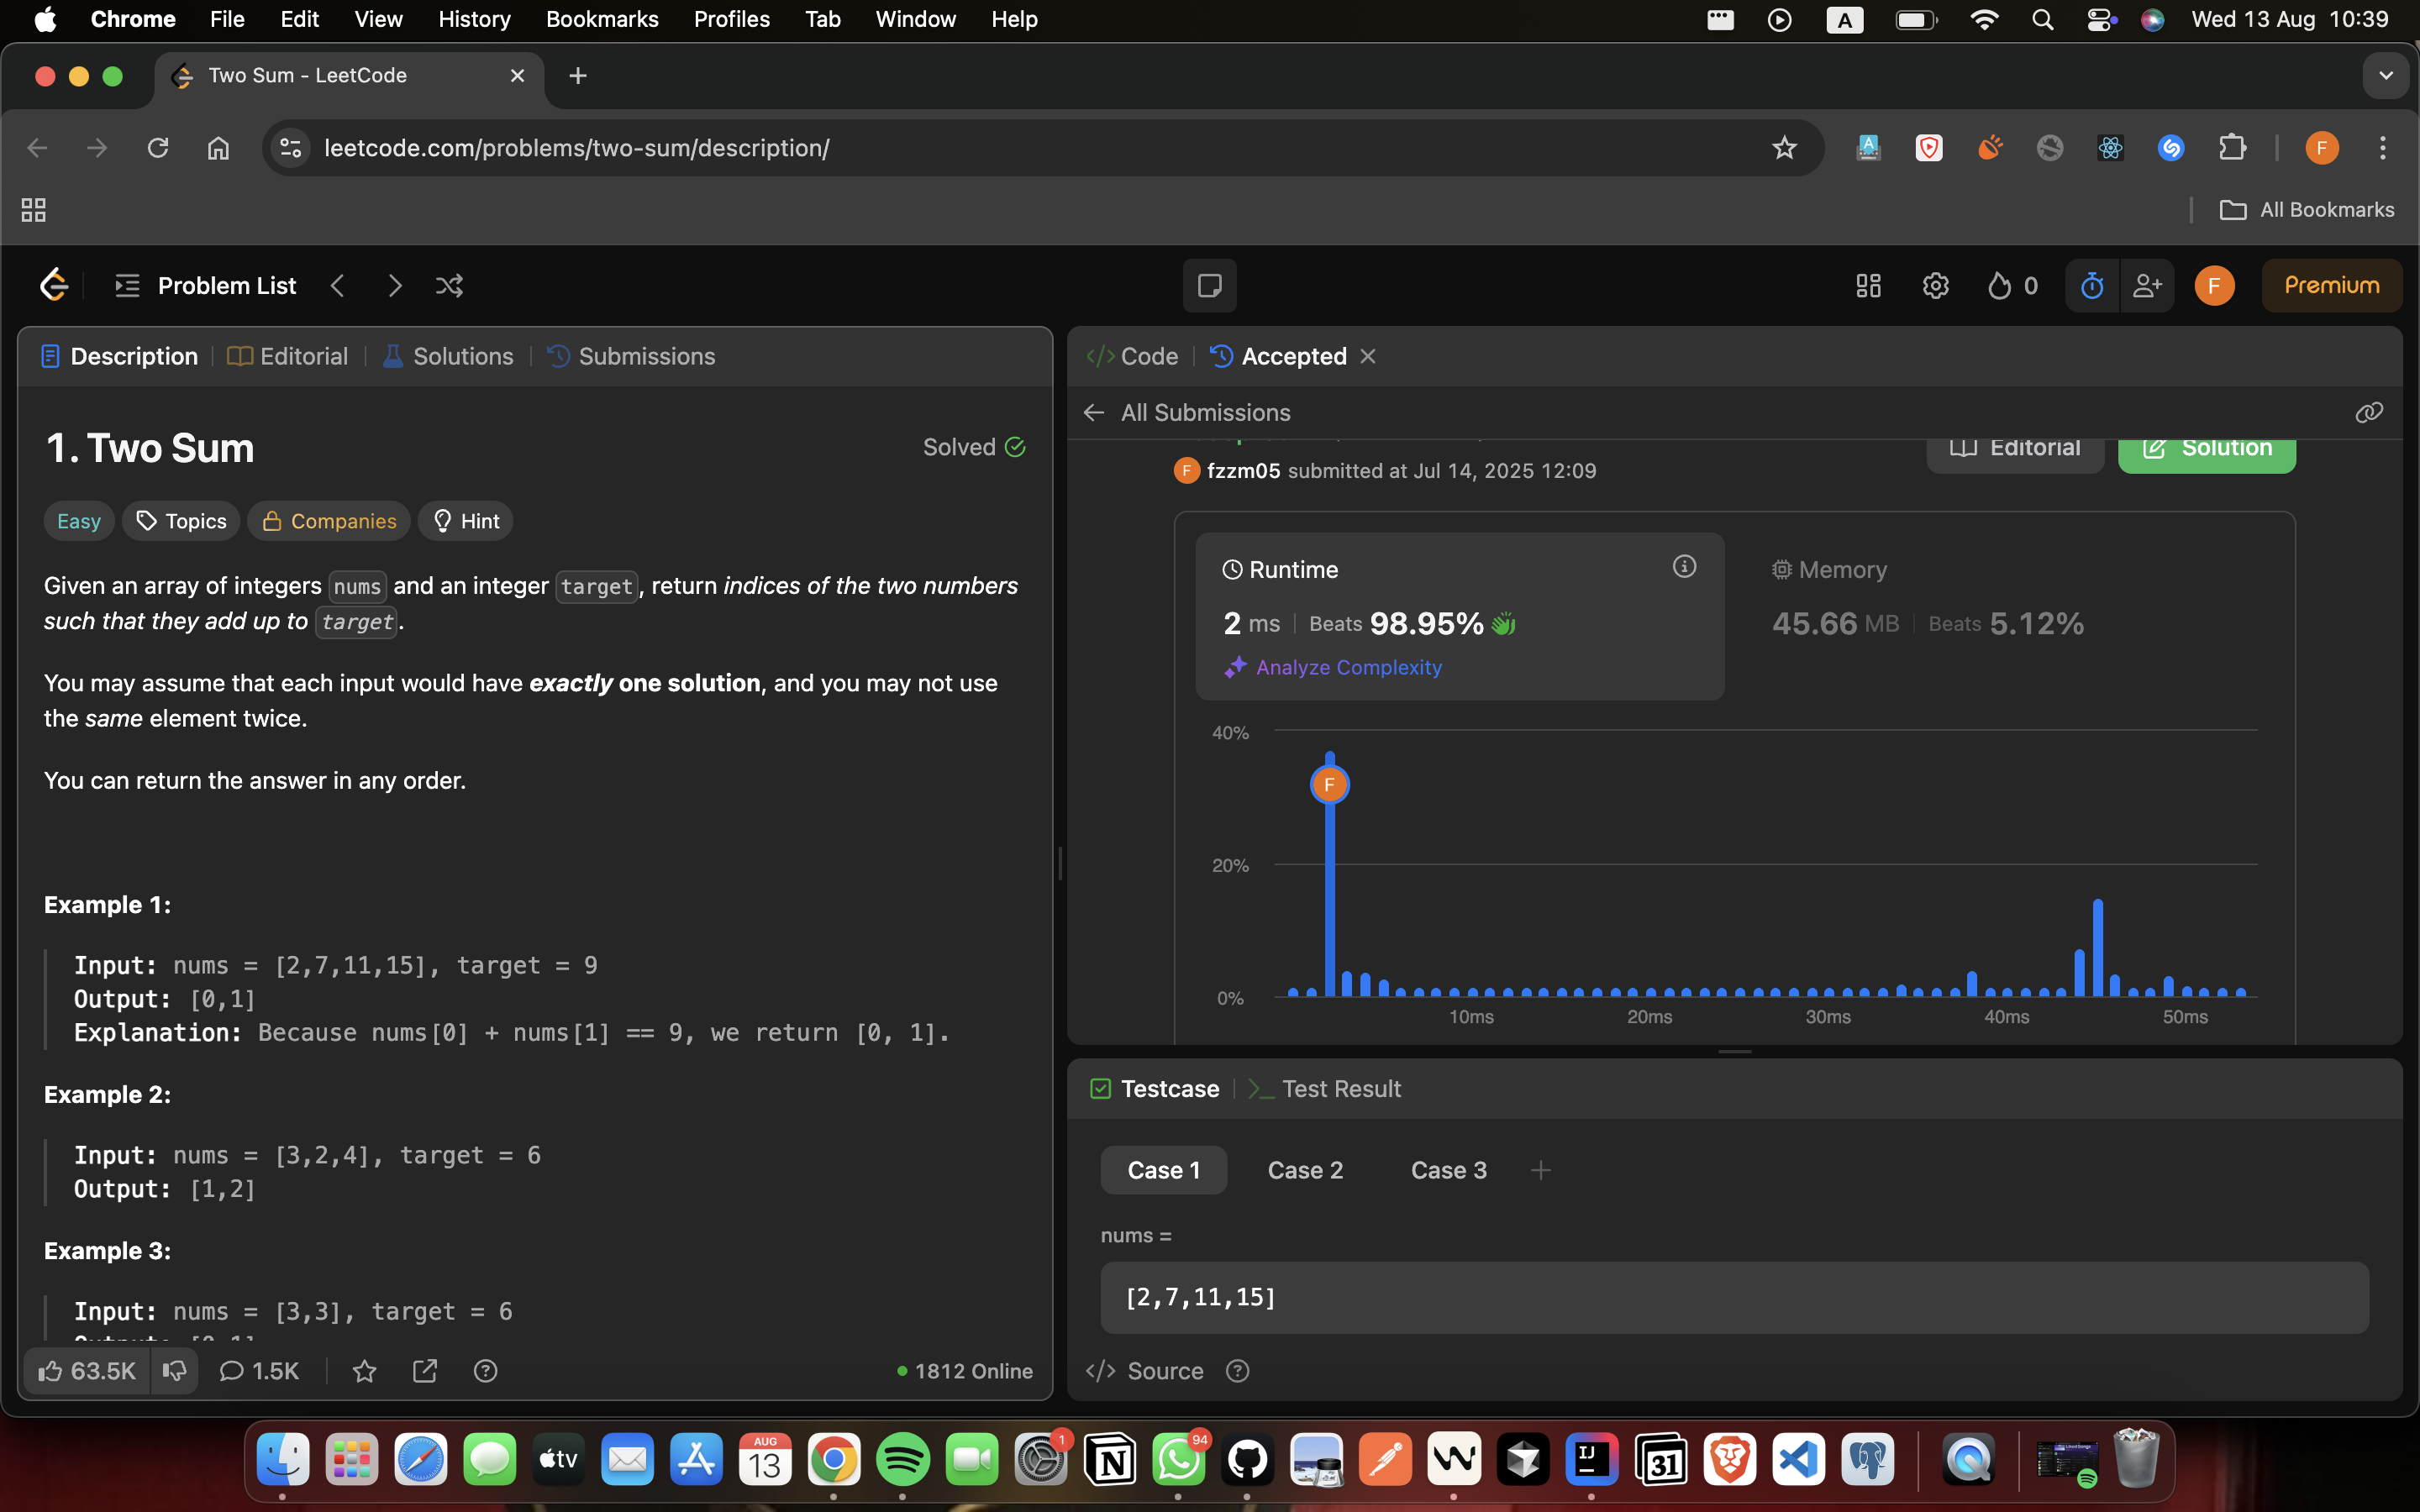 Chrome File Edit View History Bookmarks Profiles Tab Window Help A Wed 13 Aug 10:39
Two Sum - LeetCode
leetcode.com/problems/two-sum/description/
F
All Bookmarks
Problem List
0
F
Premium
Description Editorial Solutions Submissions
1. Two Sum
Solved
Easy Topics Companies Hint
Given an array of integers nums and an integer target, return indices of the two numbers
such that they add up to target.
You may assume that each input would have exactly one solution, and you may not use
the same element twice.
You can return the answer in any order.
Example 1:
Input: nums = [2,7,11,15], target = 9
Output: [0,1]
Explanation: Because nums[0] + nums[1] == 9, we return [0, 1].
Example 2:
Input: nums = [3,2,4], target = 6
Output: [1,2]
Example 3:
Input: nums = [3,3], target = 6
63.5K 1.5K 1812 Online
Code Accepted
All Submissions
Editorial Solution
F fzzm05 submitted at Jul 14, 2025 12:09
Runtime
2 ms Beats 98.95%
Analyze Complexity
Memory
45.66 MB Beats 5.12%
40%
F
20%
0%
10ms 20ms 30ms 40ms 50ms
Testcase Test Result
Case 1 Case 2 Case 3
nums =
[2,7,11,15]
Source
tv AUG 13 1 N 94 IJ 31